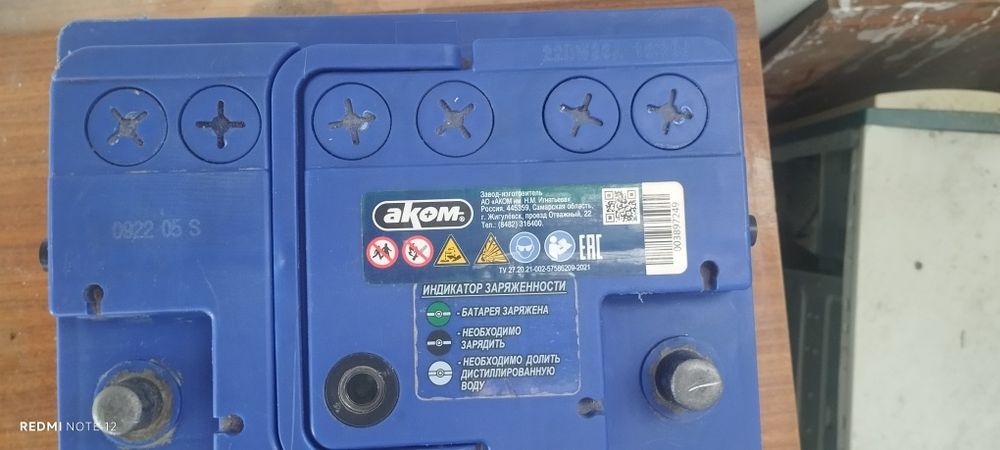 0922 05 S
аком®
Завод-изготовитель
АО «АКОМ им. Н.М. Игнатьева»
Россия, 445359, Самарская область,
г. Жигулёвск, проезд Отважный, 22
Тел.: (8482) 316400.
EAC
TV 27.20.21-002-57586209-2021
003897249
ИНДИКАТОР ЗАРЯЖЕННОСТИ
- БАТАРЕЯ ЗАРЯЖЕНА
- НЕОБХОДИМО
ЗАРЯДИТЬ
- НЕОБХОДИМО ДОЛИТЬ
ДИСТИЛЛИРОВАННУЮ
ВОДУ
REDMI NOTE 12